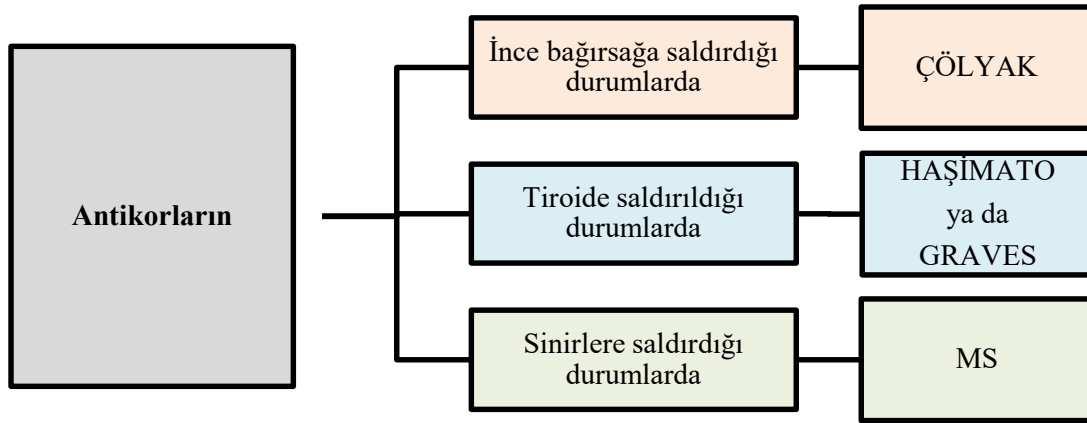 Antikorların
İnce bağırsağa saldırdığı
durumlarda
ÇÖLYAK
Tiroide saldırıldığı
durumlarda
HAŞİMATO
ya da
GRAVES
Sinirlere saldırdığı
durumlarda
MS